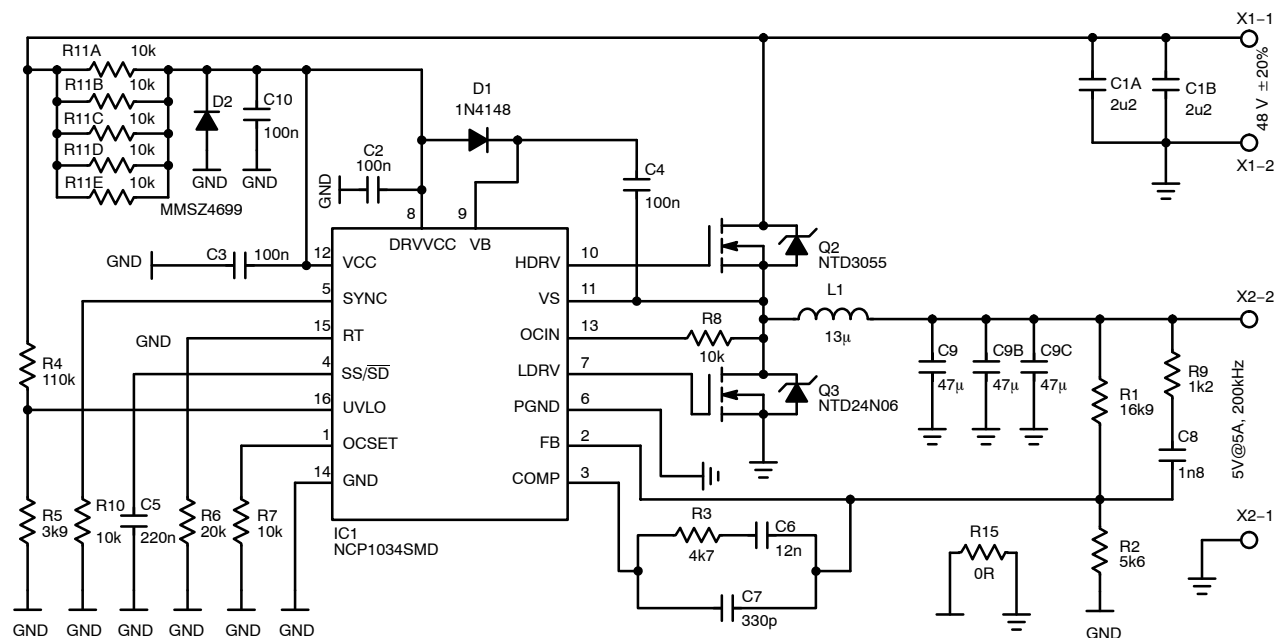 X1-1
R11A 10k
R11B 10k
R11C 10k
R11D 10k
R11E 10k
MMSZ4699
D2
C10
100n
GND
GND
D1
1N4148
C2
100n
GND
C4
100n
C1A
2u2
C1B
2u2
48 V ±20%
X1-2
8
9
DRVVCC
VB
GND
C3
100n
12
VCC
5
SYNC
GND
15
RT
4
SS/SD
16
UVLO
1
OCSET
14
GND
HDRV
10
VS
11
OCIN
13
LDRV
7
PGND
6
FB
2
COMP
3
IC1
NCP1034SMD
Q2
NTD3055
L1
13μ
R8
10k
Q3
NTD24N06
X2-2
C9
47μ
C9B
47μ
C9C
47μ
R1
16k9
R9
1k2
C8
1n8
5V@5A, 200kHz
R4
110k
R5
3k9
R10
10k
C5
220n
R6
20k
R7
10k
R3
4k7
C6
12n
C7
330p
R15
0R
R2
5k6
X2-1
GND
GND
GND
GND
GND
GND
GND